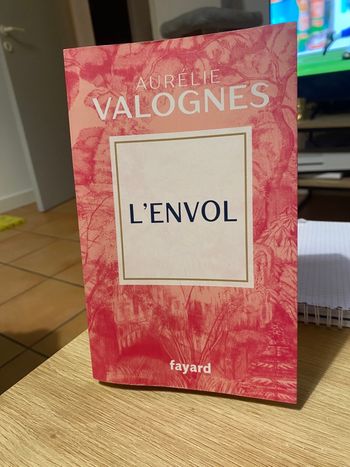 AURÉLIE
VALOGNES
L'ENVOL
fayard